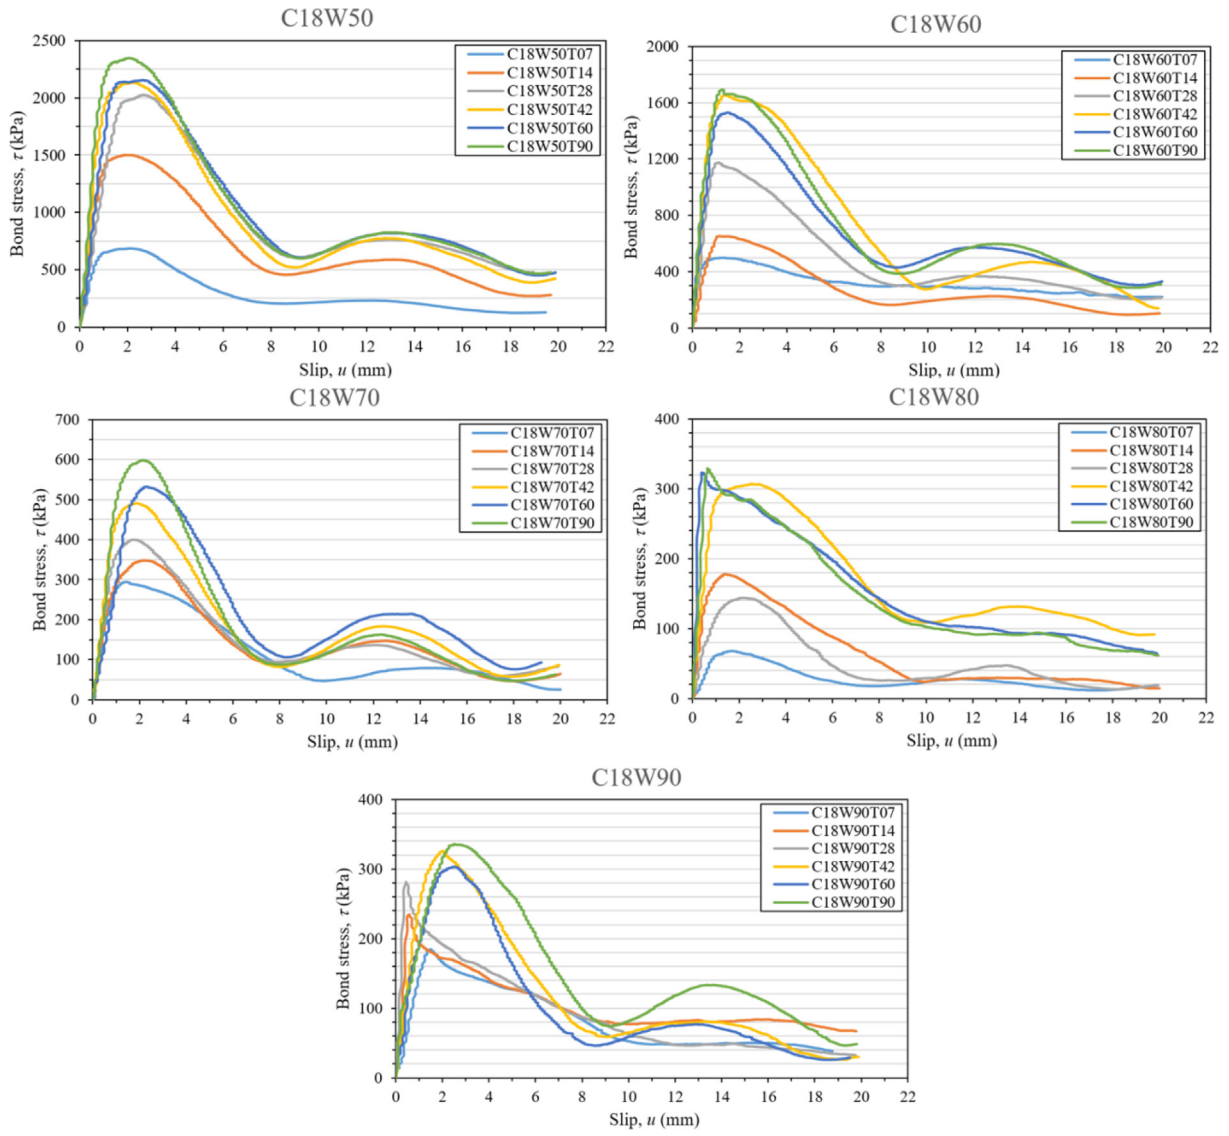 C18W50
2500
2000
1500
1000
500
0
0 2 4 6 8 10 12 14 16 18 20 22
Bond stress, τ (kPa)
Slip, u (mm)
C18W50T07
C18W50T14
C18W50T28
C18W50T42
C18W50T60
C18W50T90
C18W60
2000
1600
1200
800
400
0
0 2 4 6 8 10 12 14 16 18 20 22
Bond stress, τ (kPa)
Slip, u (mm)
C18W60T07
C18W60T14
C18W60T28
C18W60T42
C18W60T60
C18W60T90
C18W70
700
600
500
400
300
200
100
0
0 2 4 6 8 10 12 14 16 18 20 22
Bond stress, τ (kPa)
Slip, u (mm)
C18W70T07
C18W70T14
C18W70T28
C18W70T42
C18W70T60
C18W70T90
C18W80
400
300
200
100
0
0 2 4 6 8 10 12 14 16 18 20 22
Bond stress, τ (kPa)
Slip, u (mm)
C18W80T07
C18W80T14
C18W80T28
C18W80T42
C18W80T60
C18W80T90
C18W90
400
300
200
100
0
0 2 4 6 8 10 12 14 16 18 20 22
Bond stress, τ (kPa)
Slip, u (mm)
C18W90T07
C18W90T14
C18W90T28
C18W90T42
C18W90T60
C18W90T90